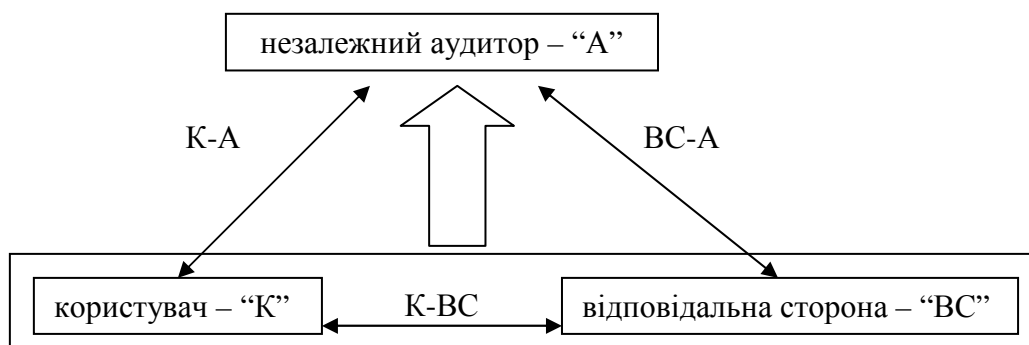 незалежний аудитор – “А”
К-А
ВС-А
користувач – “К”
К-ВС
відповідальна сторона – “ВС”